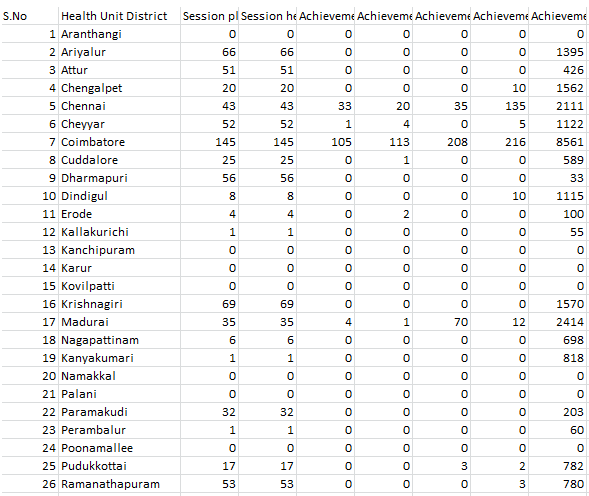 S.No Health Unit District Session pl Session he Achieveme Achieveme Achieveme Achieveme Achieveme
1 Aranthangi 0 0 0 0 0 0 0
2 Ariyalur 66 66 0 0 0 0 1395
3 Attur 51 51 0 0 0 0 426
4 Chengalpet 20 20 0 0 0 10 1562
5 Chennai 43 43 33 20 35 135 2111
6 Cheyyar 52 52 1 4 0 5 1122
7 Coimbatore 145 145 105 113 208 216 8561
8 Cuddalore 25 25 0 1 0 0 589
9 Dharmapuri 56 56 0 0 0 0 33
10 Dindigul 8 8 0 0 0 10 1115
11 Erode 4 4 0 2 0 0 100
12 Kallakurichi 1 1 0 0 0 0 55
13 Kanchipuram 0 0 0 0 0 0 0
14 Karur 0 0 0 0 0 0 0
15 Kovilpatti 0 0 0 0 0 0 0
16 Krishnagiri 69 69 0 0 0 0 1570
17 Madurai 35 35 4 1 70 12 2414
18 Nagapattinam 6 6 0 0 0 0 698
19 Kanyakumari 1 1 0 0 0 0 818
20 Namakkal 0 0 0 0 0 0 0
21 Palani 0 0 0 0 0 0 0
22 Paramakudi 32 32 0 0 0 0 203
23 Perambalur 1 1 0 0 0 0 60
24 Poonamallee 0 0 0 0 0 0 0
25 Pudukkottai 17 17 0 0 3 2 782
26 Ramanathapuram 53 53 0 0 0 3 780